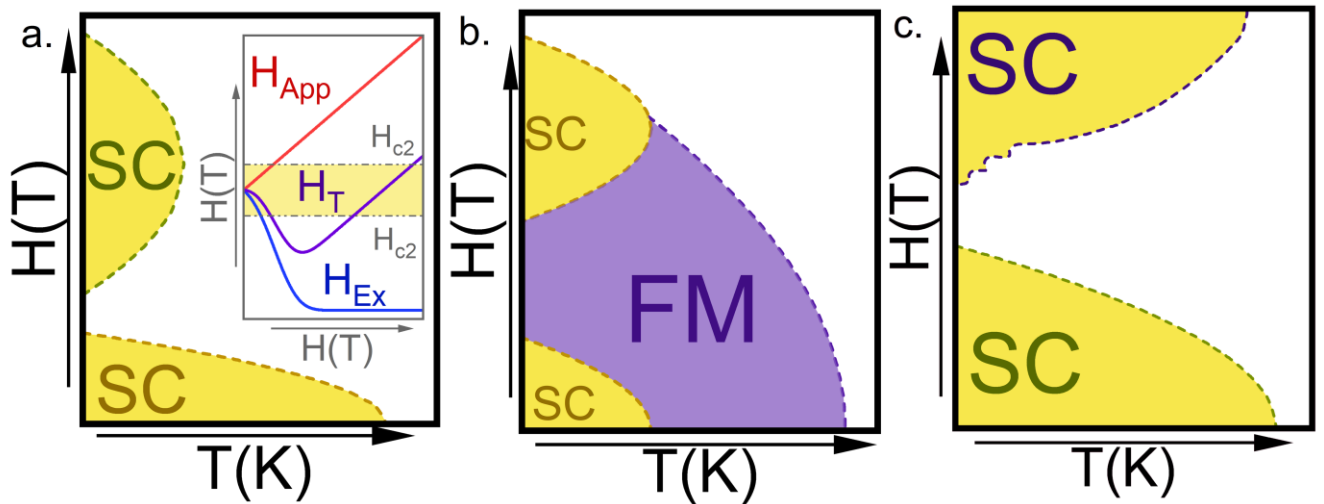 a.
H(T)
SC
SC
T(K)
H_App
H_c2
H_T
H_c2
H_Ex
H(T)
H(T)
b.
H(T)
SC
FM
SC
T(K)
c.
H(T)
SC
SC
T(K)